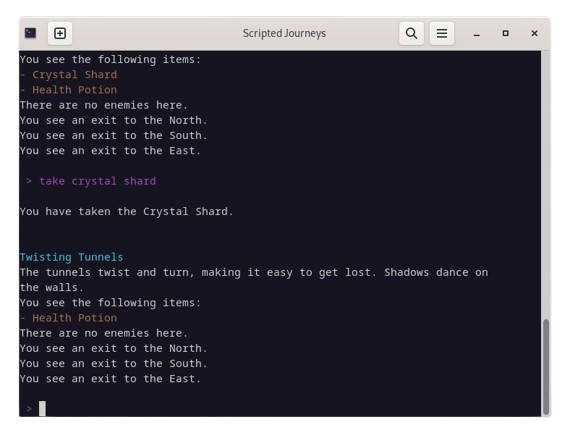 Scripted Journeys
You see the following items:
- Crystal Shard
- Health Potion
There are no enemies here.
You see an exit to the North.
You see an exit to the South.
You see an exit to the East.
> take crystal shard
You have taken the Crystal Shard.
Twisting Tunnels
The tunnels twist and turn, making it easy to get lost. Shadows dance on
the walls.
You see the following items:
- Health Potion
There are no enemies here.
You see an exit to the North.
You see an exit to the South.
You see an exit to the East.
>